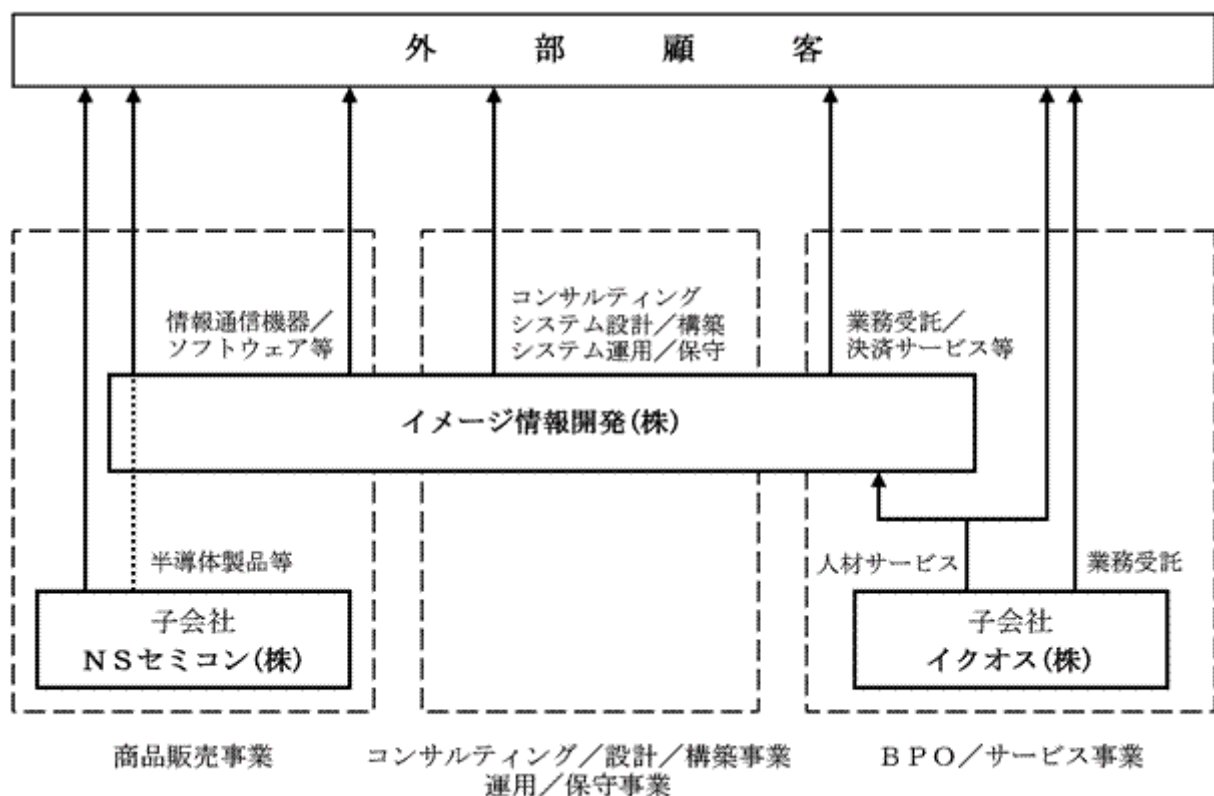 外部顧客
情報通信機器／
ソフトウェア等
コンサルティング
システム設計／構築
システム運用／保守
業務受託／
決済サービス等
イメージ情報開発(株)
半導体製品等
人材サービス
業務受託
子会社
ＮＳセミコン(株)
子会社
イクオス(株)
商品販売事業
コンサルティング／設計／構築事業
運用／保守事業
ＢＰＯ／サービス事業